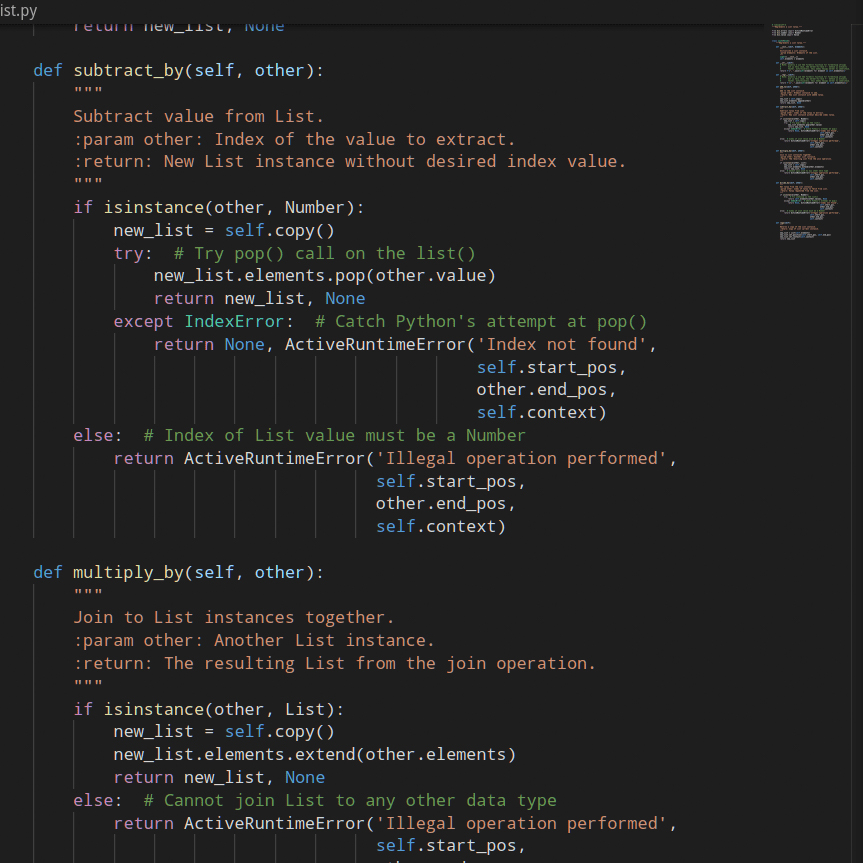 ist.py
return new_list, None
def subtract_by(self, other):
"""
Subtract value from List.
:param other: Index of the value to extract.
:return: New List instance without desired index value.
"""
if isinstance(other, Number):
new_list = self.copy()
try:  # Try pop() call on the list()
new_list.elements.pop(other.value)
return new_list, None
except IndexError:  # Catch Python's attempt at pop()
return None, ActiveRuntimeError('Index not found',
self.start_pos,
other.end_pos,
self.context)
else:  # Index of List value must be a Number
return ActiveRuntimeError('Illegal operation performed',
self.start_pos,
other.end_pos,
self.context)
def multiply_by(self, other):
"""
Join to List instances together.
:param other: Another List instance.
:return: The resulting List from the join operation.
"""
if isinstance(other, List):
new_list = self.copy()
new_list.elements.extend(other.elements)
return new_list, None
else:  # Cannot join List to any other data type
return ActiveRuntimeError('Illegal operation performed',
self.start_pos,